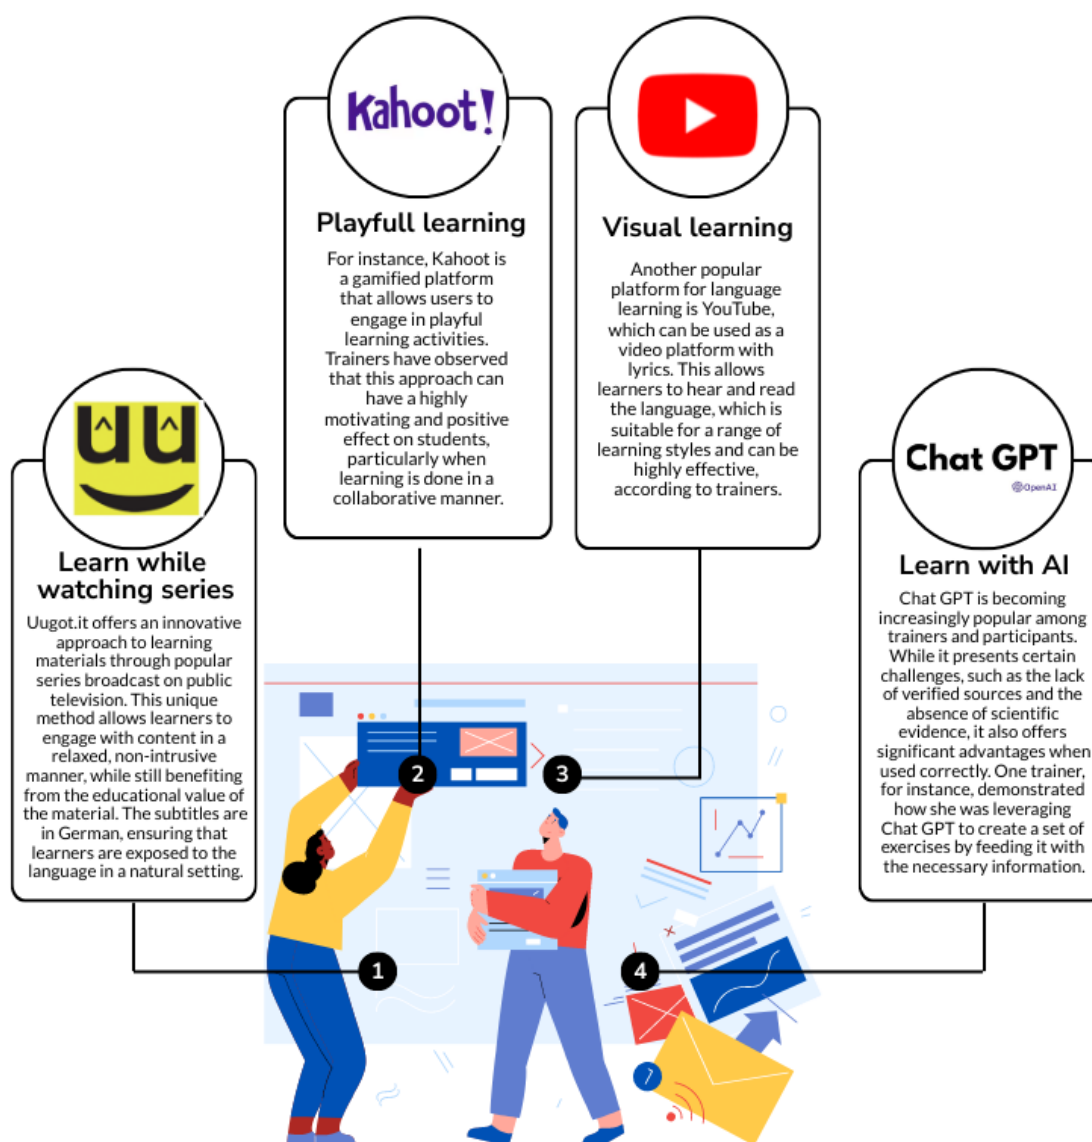 uu
Learn while
watching series
Uugot.it offers an innovative
approach to learning
materials through popular
series broadcast on public
television. This unique
method allows learners to
engage with content in a
relaxed, non-intrusive
manner, while still benefiting
from the educational value of
the material. The subtitles are
in German, ensuring that
learners are exposed to the
language in a natural setting.
1
Kahoot!
Playfull learning
For instance, Kahoot is
a gamified platform
that allows users to
engage in playful
learning activities.
Trainers have observed
that this approach can
have a highly
motivating and positive
effect on students,
particularly when
learning is done in a
collaborative manner.
2
Visual learning
Another popular
platform for language
learning is YouTube,
which can be used as a
video platform with
lyrics. This allows
learners to hear and read
the language, which is
suitable for a range of
learning styles and can be
highly effective,
according to trainers.
3
Chat GPT
OpenAI
Learn with AI
Chat GPT is becoming
increasingly popular among
trainers and participants.
While it presents certain
challenges, such as the lack
of verified sources and the
absence of scientific
evidence, it also offers
significant advantages when
used correctly. One trainer,
for instance, demonstrated
how she was leveraging
Chat GPT to create a set of
exercises by feeding it with
the necessary information.
4